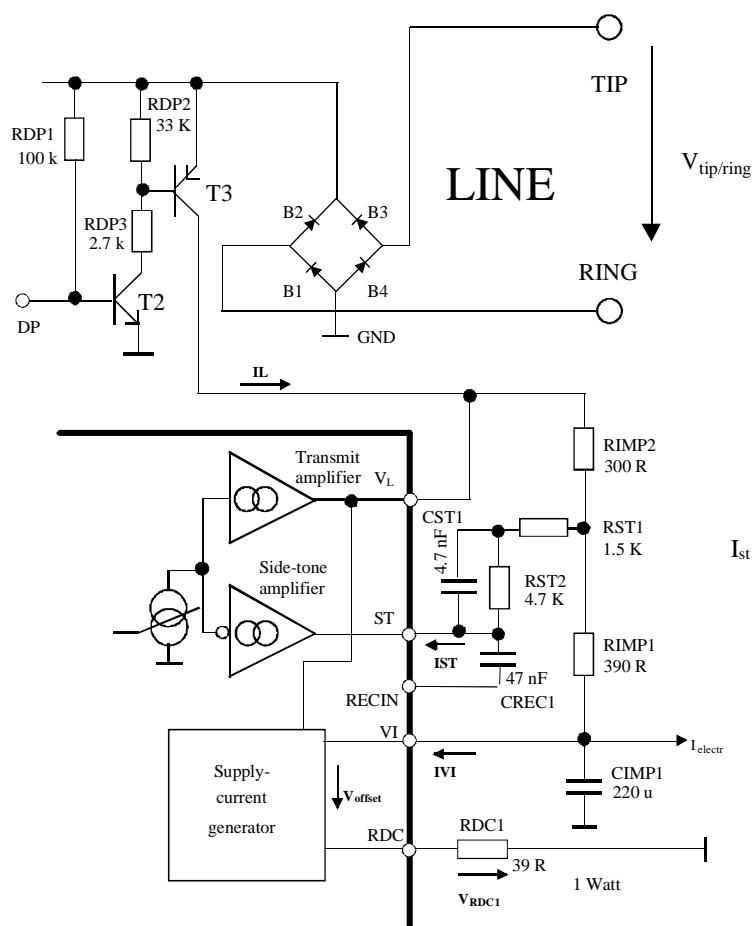 TIP
RDP2
33 K
RDP1
100 k
V tip/ring
T3
LINE
B2
B3
RDP3
2.7 k
RING
B1
B4
T2
DP
GND
IL
RIMP2
300 R
Transmit
amplifier
VL
CST1
4.7 nF
RST1
1.5 K
Ist
RST2
4.7 K
Side-tone
amplifier
ST
IST
RIMP1
390 R
47 nF
CREC1
RECIN
VI
IVI
I electr
CIMP1
220 u
Supply-
current
generator
Voffset
RDC
RDC1
39 R
1 Watt
VRDC1